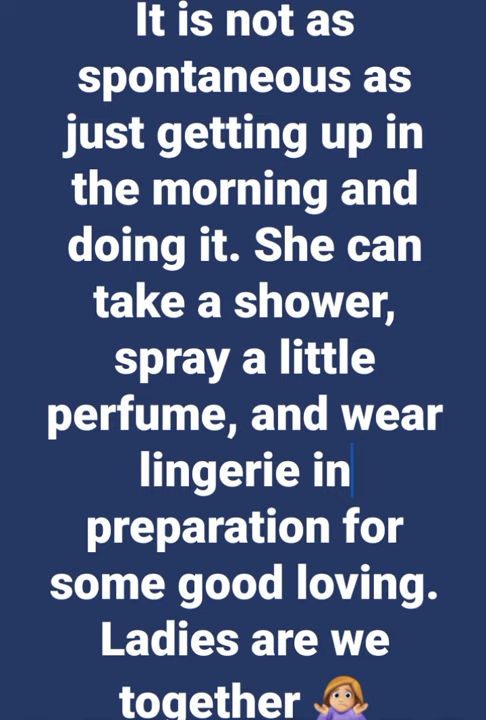 It is not as
spontaneous as
just getting up in
the morning and
doing it. She can
take a shower,
spray a little
perfume, and wear
lingerie in
preparation for
some good loving.
Ladies are we
together 🤷🏼‍♀️